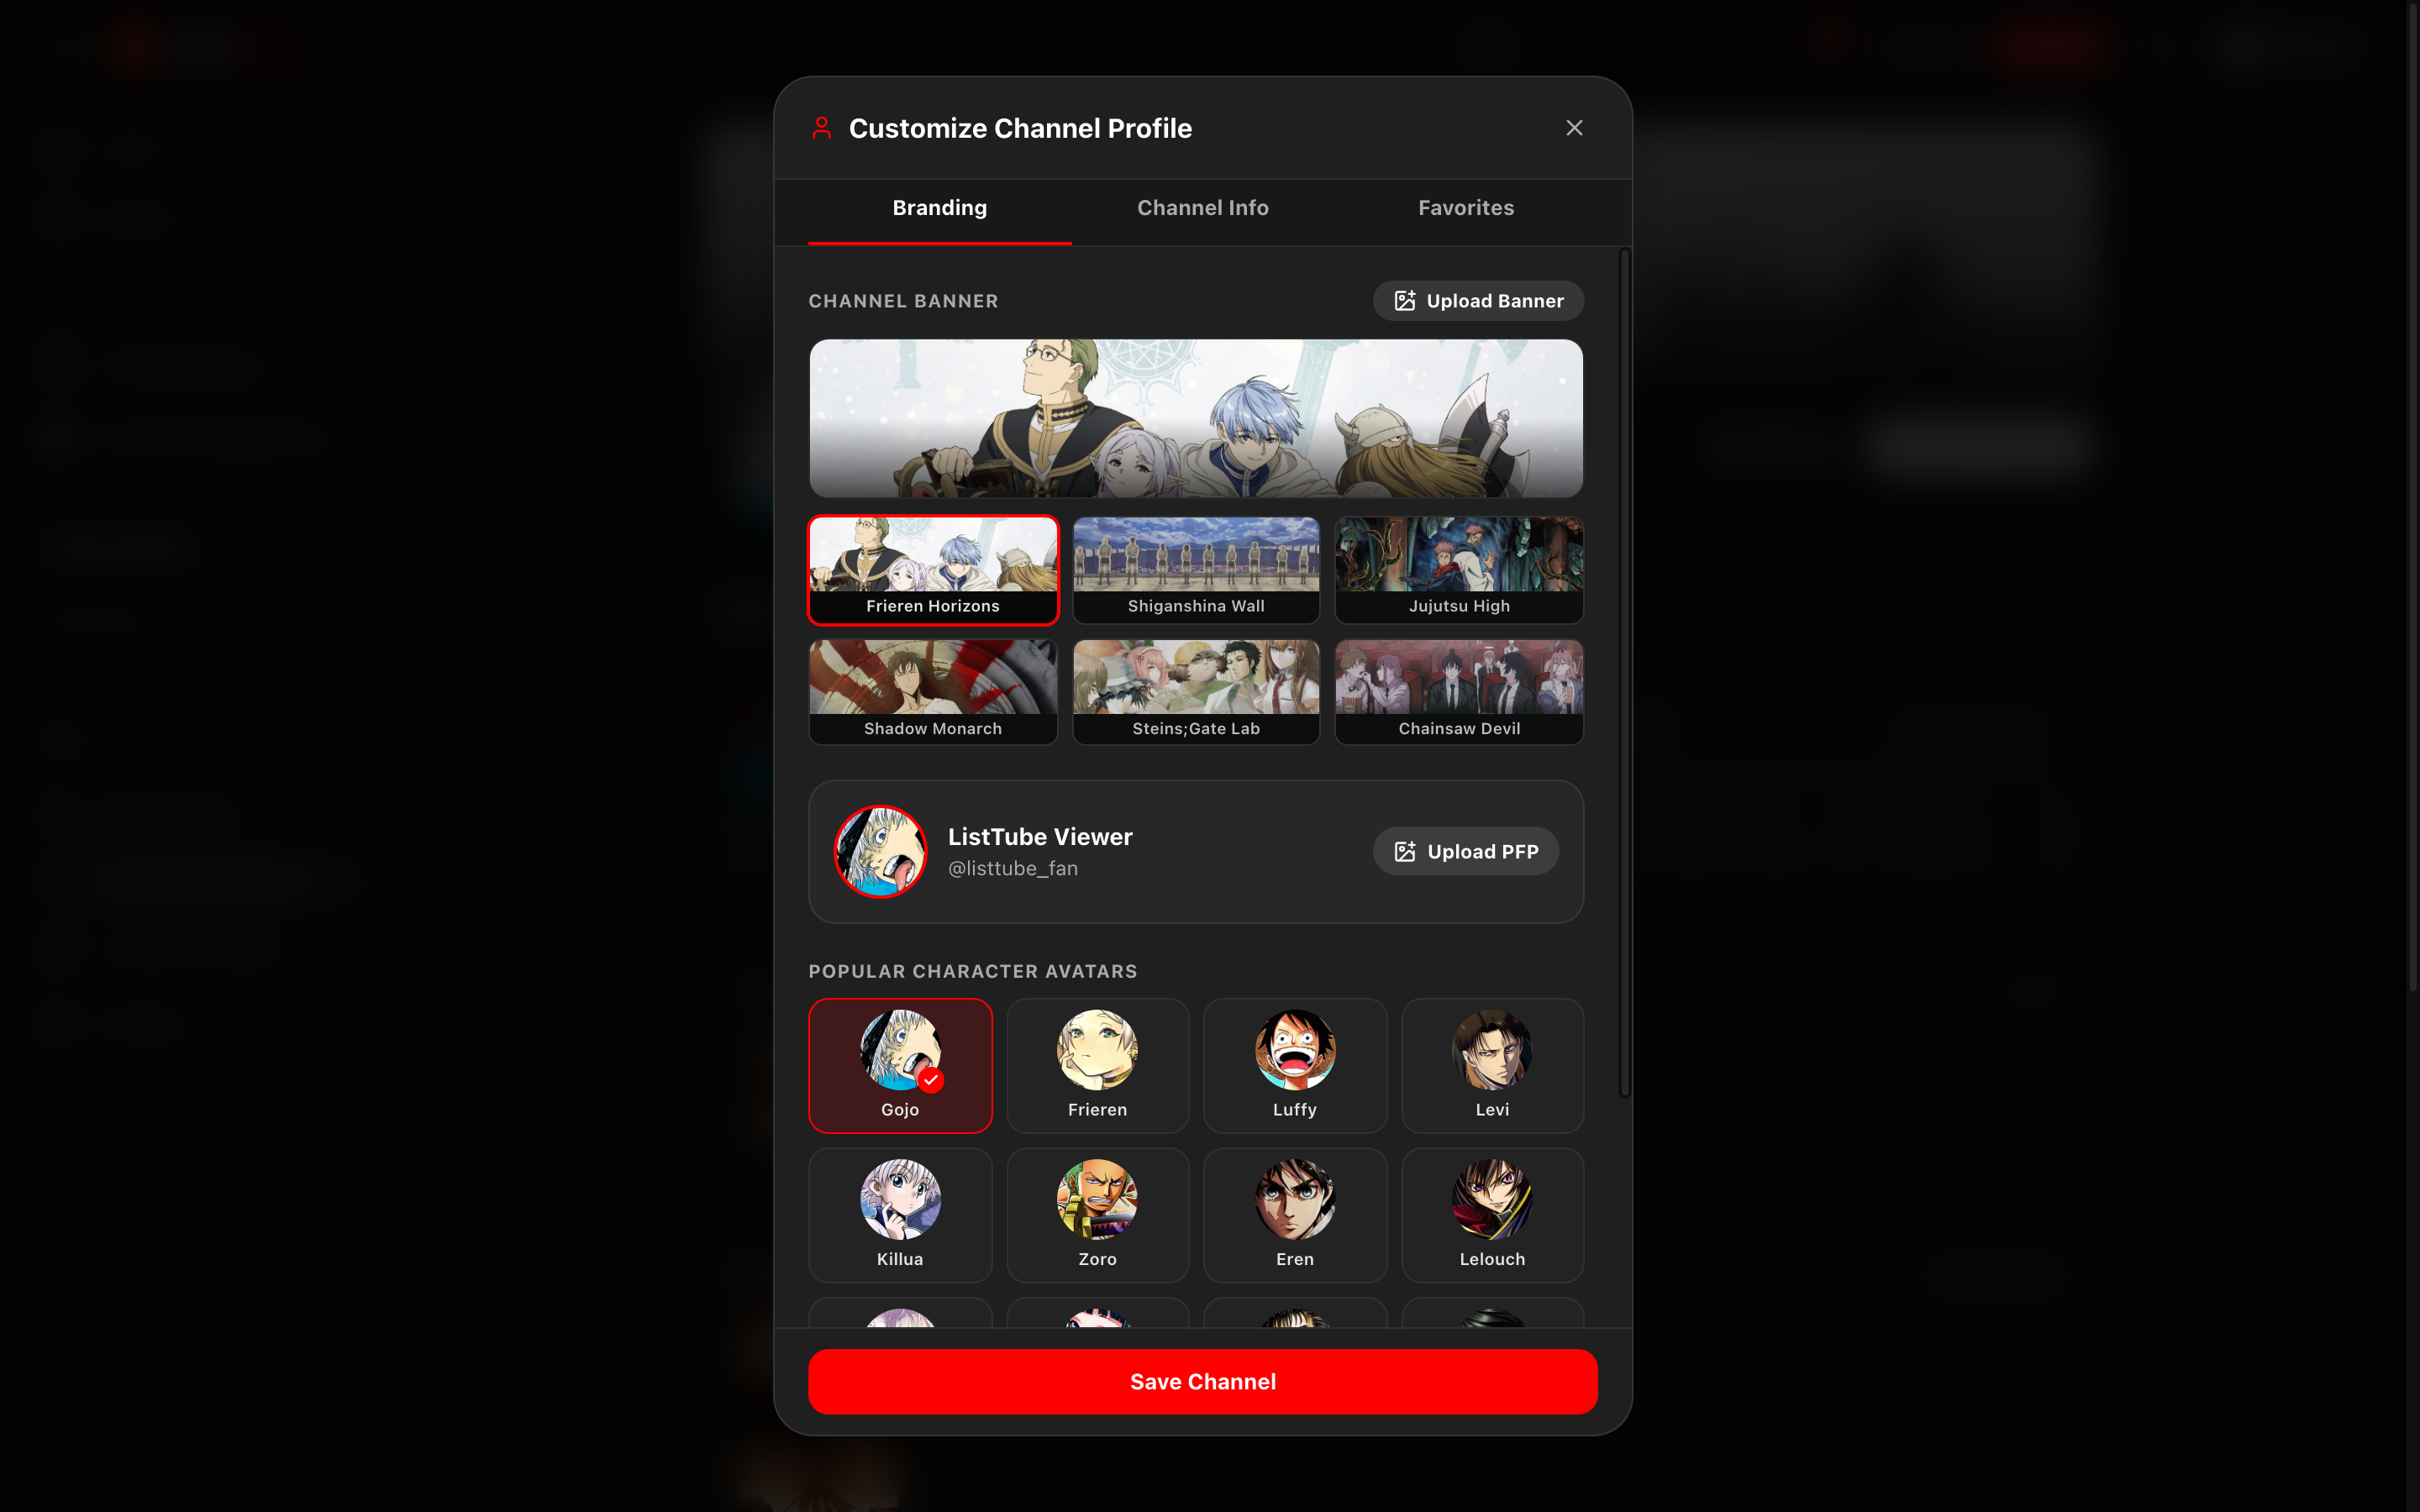 Customize Channel Profile
Branding
Channel Info
Favorites
CHANNEL BANNER
Upload Banner
Frieren Horizons
Shiganshina Wall
Jujutsu High
Shadow Monarch
Steins;Gate Lab
Chainsaw Devil
ListTube Viewer
@listtube_fan
Upload PFP
POPULAR CHARACTER AVATARS
Gojo
Frieren
Luffy
Levi
Killua
Zoro
Eren
Lelouch
Save Channel